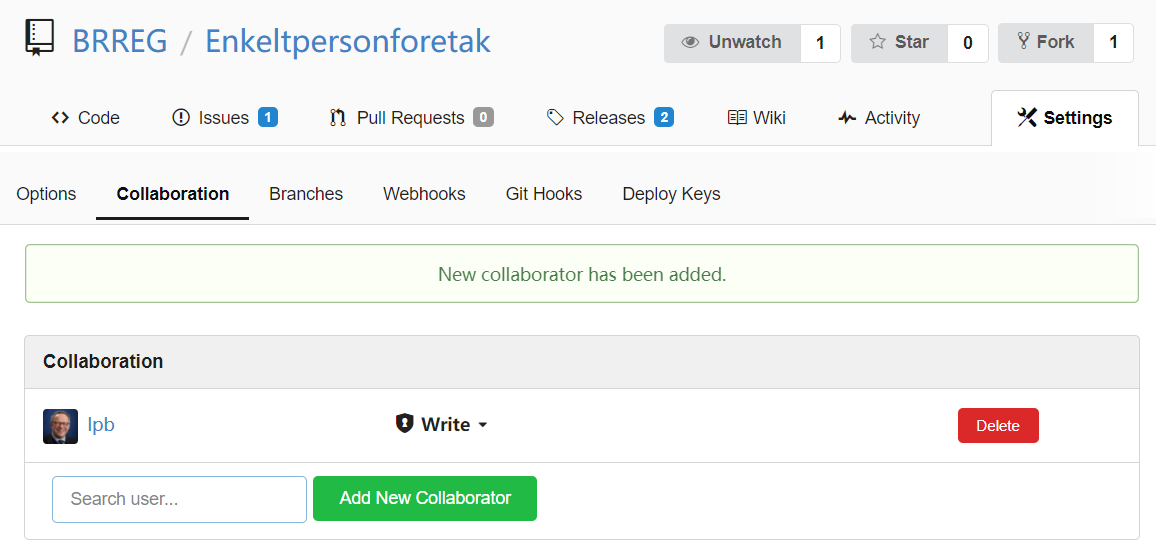 BRREG / Enkeltpersonforetak
Unwatch 1 Star 0 Fork 1
Code Issues 1 Pull Requests 0 Releases 2 Wiki Activity Settings
Options Collaboration Branches Webhooks Git Hooks Deploy Keys
New collaborator has been added.
Collaboration
lpb Write Delete
Search user... Add New Collaborator